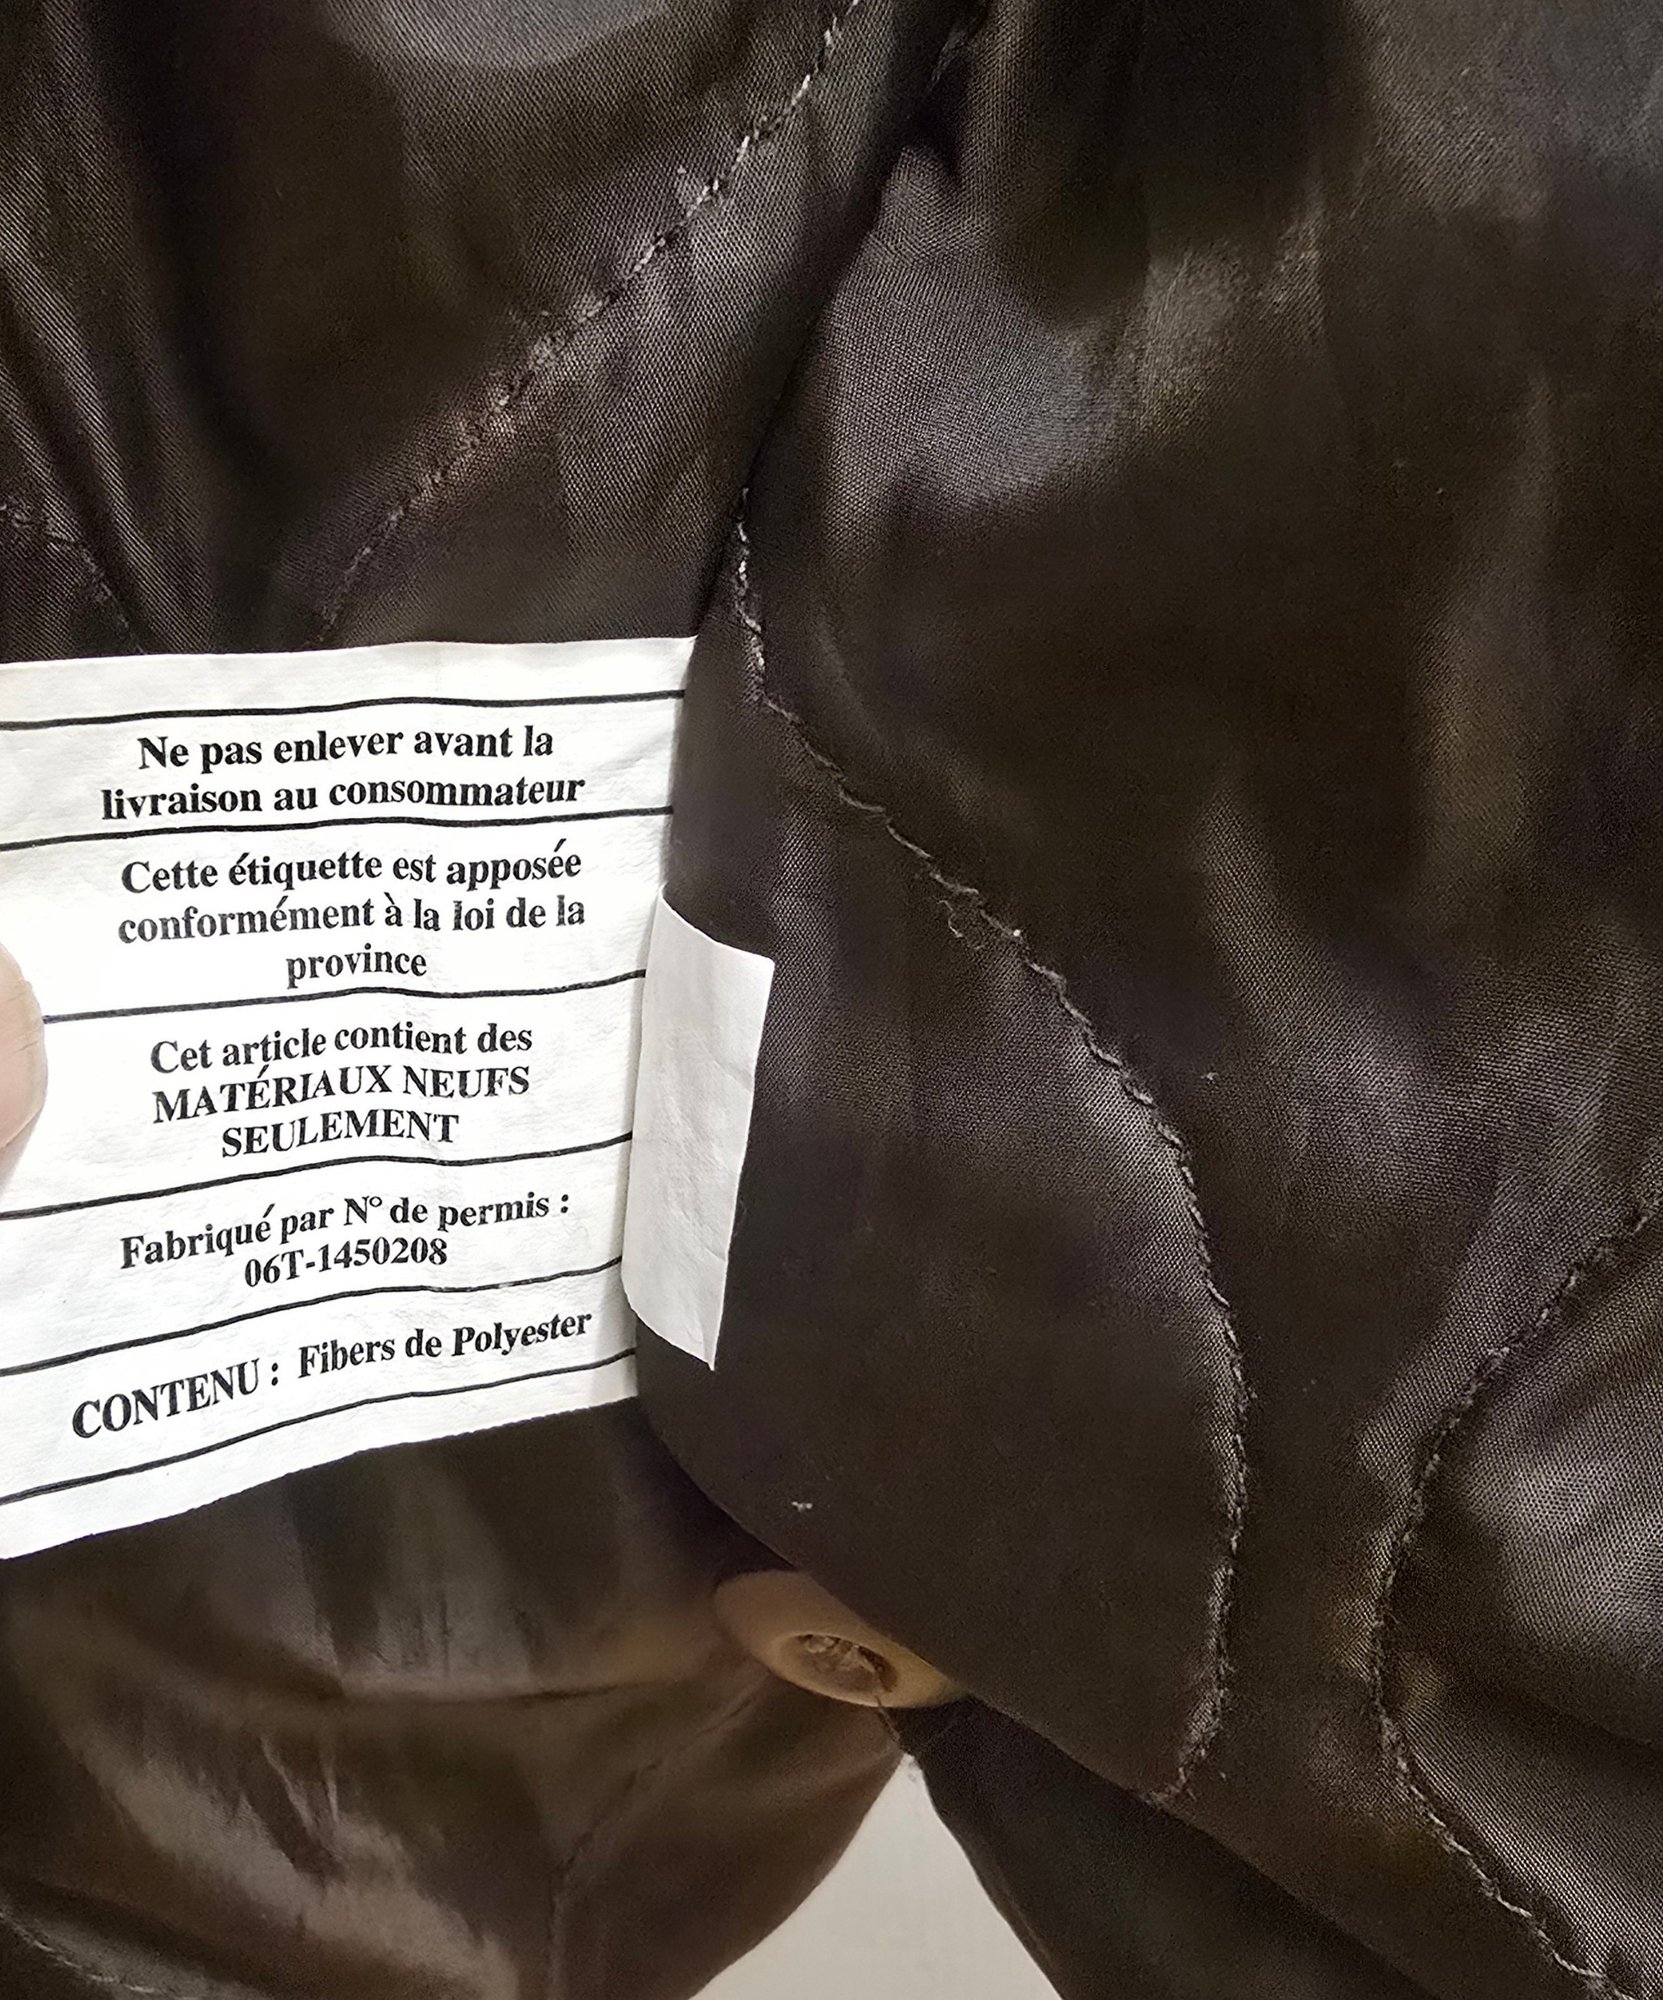 Ne pas enlever avant la
livraison au consommateur
Cette étiquette est apposée
conformément à la loi de la
province
Cet article contient des
MATÉRIAUX NEUFS
SEULEMENT
Fabriqué par N° de permis :
06T-1450208
CONTENU : Fibers de Polyester